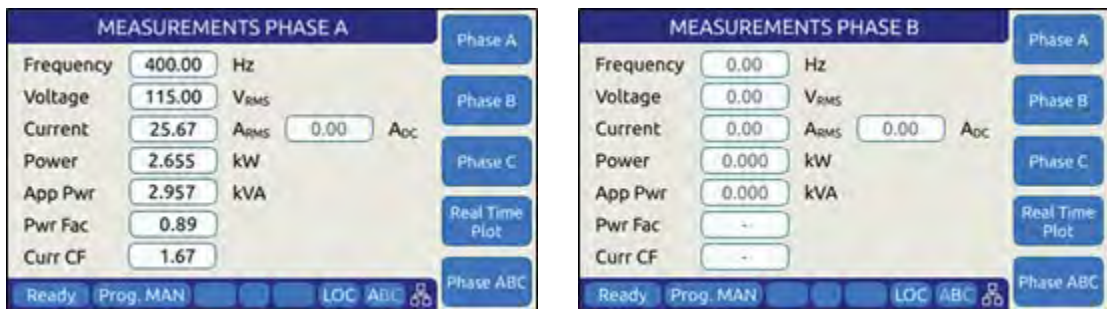 MEASUREMENTS PHASE A
Frequency 400.00 Hz
Voltage 115.00 VRMS
Current 25.67 ARMS 0.00 ADC
Power 2.655 kW
App Pwr 2.957 kVA
Pwr Fac 0.89
Curr CF 1.67
Ready Prog. MAN LOC ABC
Phase A
Phase B
Phase C
Real Time
Plot
Phase ABC
MEASUREMENTS PHASE B
Frequency 0.00 Hz
Voltage 0.00 VRMS
Current 0.00 ARMS 0.00 ADC
Power 0.000 kW
App Pwr 0.000 kVA
Pwr Fac -
Curr CF -
Ready Prog. MAN LOC ABC
Phase A
Phase B
Phase C
Real Time
Plot
Phase ABC